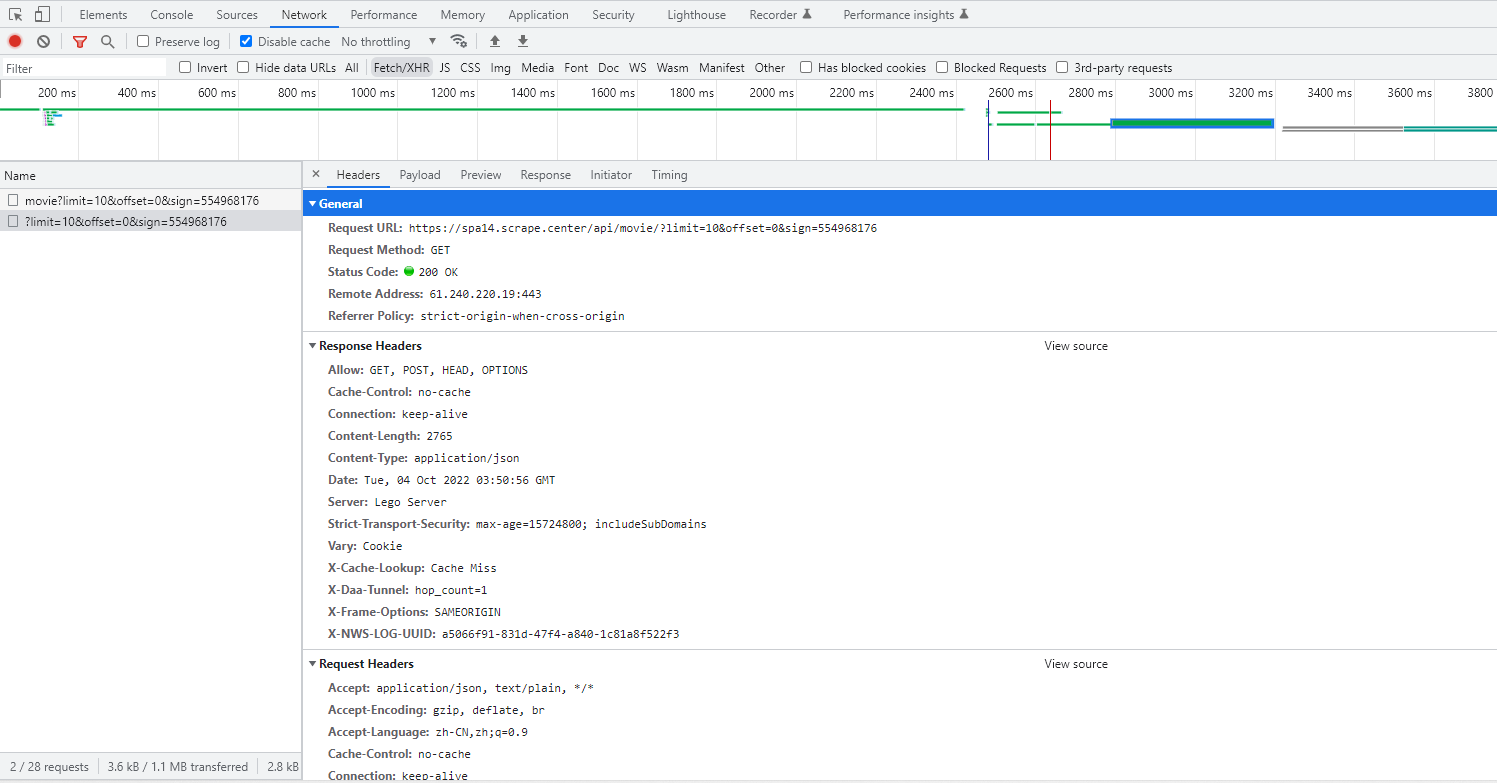 Elements Console Sources Network Performance Memory Application Security Lighthouse Recorder Performance insights
Preserve log Disable cache No throttling
Filter Invert Hide data URLs All Fetch/XHR JS CSS Img Media Font Doc WS Wasm Manifest Other Has blocked cookies Blocked Requests 3rd-party requests
200 ms 400 ms 600 ms 800 ms 1000 ms 1200 ms 1400 ms 1600 ms 1800 ms 2000 ms 2200 ms 2400 ms 2600 ms 2800 ms 3000 ms 3200 ms 3400 ms 3600 ms 3800
Name
movie?limit=10&offset=0&sign=554968176
?limit=10&offset=0&sign=554968176
2 / 28 requests 3.6 kB / 1.1 MB transferred 2.8 kB
× Headers Payload Preview Response Initiator Timing
General
Request URL: https://spa14.scrape.center/api/movie/?limit=10&offset=0&sign=554968176
Request Method: GET
Status Code: 200 OK
Remote Address: 61.240.220.19:443
Referrer Policy: strict-origin-when-cross-origin
Response Headers View source
Allow: GET, POST, HEAD, OPTIONS
Cache-Control: no-cache
Connection: keep-alive
Content-Length: 2765
Content-Type: application/json
Date: Tue, 04 Oct 2022 03:50:56 GMT
Server: Lego Server
Strict-Transport-Security: max-age=15724800; includeSubDomains
Vary: Cookie
X-Cache-Lookup: Cache Miss
X-Daa-Tunnel: hop_count=1
X-Frame-Options: SAMEORIGIN
X-NWS-LOG-UUID: a5066f91-831d-47f4-a840-1c81a8f522f3
Request Headers View source
Accept: application/json, text/plain, */*
Accept-Encoding: gzip, deflate, br
Accept-Language: zh-CN,zh;q=0.9
Cache-Control: no-cache
Connection: keep-alive